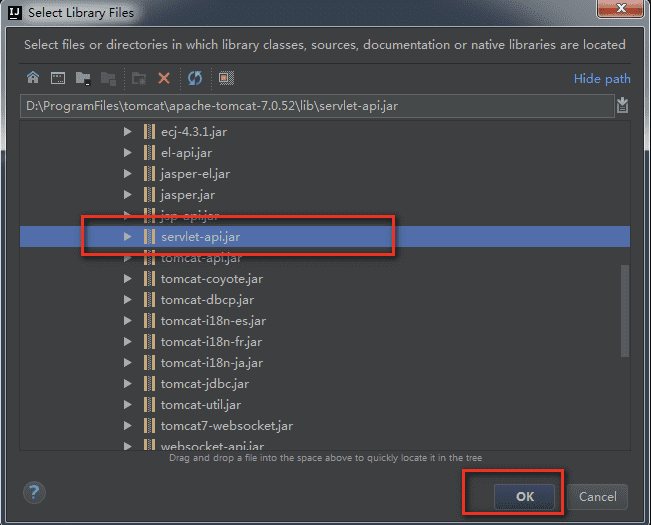 IJ Select Library Files
Select files or directories in which library classes, sources, documentation or native libraries are located
Hide path
D:\ProgramFiles\tomcat\apache-tomcat-7.0.52\lib\servlet-api.jar
ecj-4.3.1.jar
el-api.jar
jasper-el.jar
jasper.jar
jsp-api.jar
servlet-api.jar
tomcat-api.jar
tomcat-coyote.jar
tomcat-dbcp.jar
tomcat-i18n-es.jar
tomcat-i18n-fr.jar
tomcat-i18n-ja.jar
tomcat-jdbc.jar
tomcat-util.jar
tomcat7-websocket.jar
websocket-api.jar
Drag and drop a file into the space above to quickly locate it in the tree
? OK Cancel